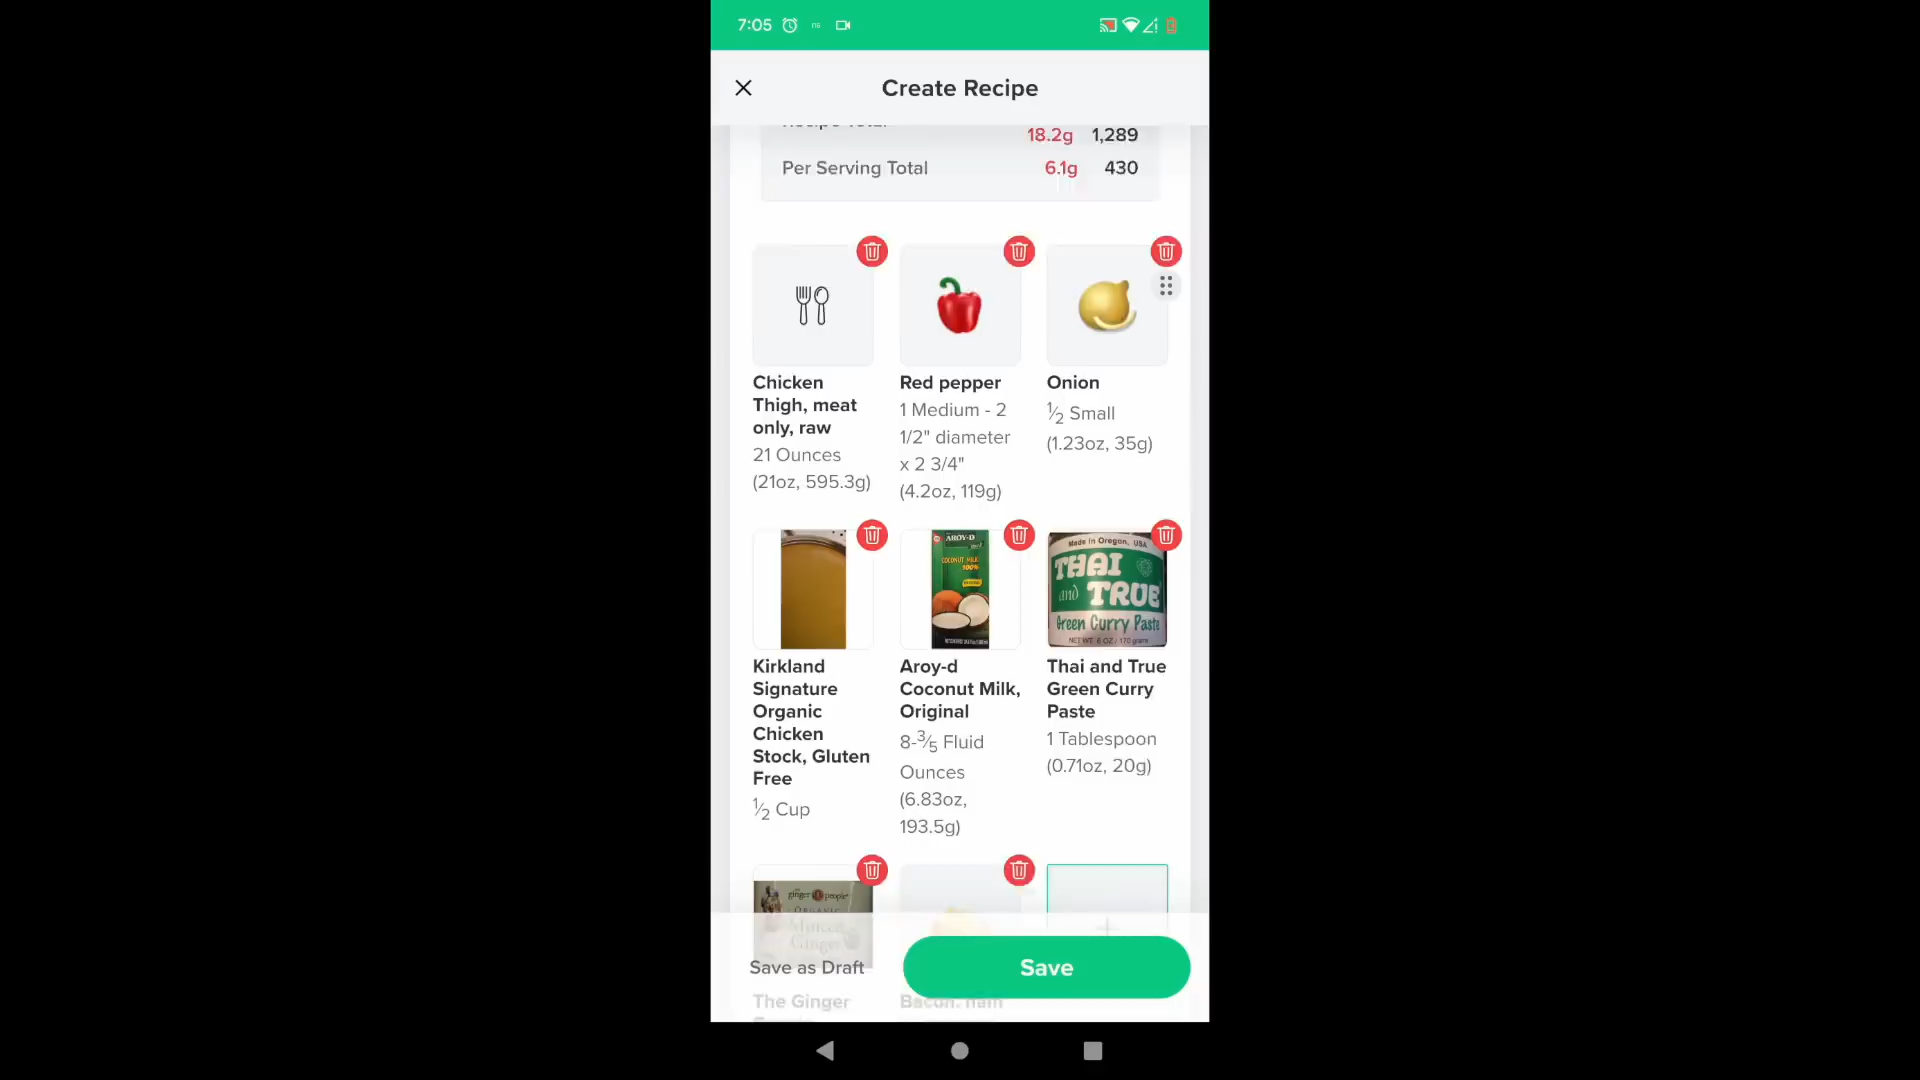 7:05
Create Recipe
Recipe Total 18.2g 1,289
Per Serving Total 6.1g 430
Chicken Thigh, meat only, raw
21 Ounces
(21oz, 595.3g)
Red pepper
1 Medium - 2
1/2" diameter
x 2 3/4"
(4.2oz, 119g)
Onion
½ Small
(1.23oz, 35g)
AROY-D
COCONUT MILK
100%
Made in Oregon, USA
THAI
and TRUE
Green Curry Paste
NET WT. 6 OZ / 170 grams
Kirkland
Signature
Organic
Chicken
Stock, Gluten
Free
½ Cup
Aroy-d
Coconut Milk,
Original
8-⅗ Fluid
Ounces
(6.83oz,
193.5g)
Thai and True
Green Curry
Paste
1 Tablespoon
(0.71oz, 20g)
ginger people
ORGANIC
Minced
Ginger
Save as Draft
Save
The Ginger
Bacon, ham